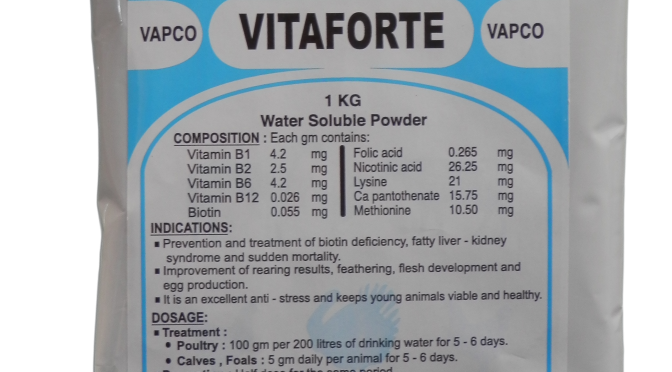 VAPCO VITAFORTE VAPCO
1 KG
Water Soluble Powder
COMPOSITION : Each gm contains:
Vitamin B1 4.2 mg Folic acid 0.265 mg
Vitamin B2 2.5 mg Nicotinic acid 26.25 mg
Vitamin B6 4.2 mg Lysine 21 mg
Vitamin B12 0.026 mg Ca pantothenate 15.75 mg
Biotin 0.055 mg Methionine 10.50 mg
INDICATIONS:
▪ Prevention and treatment of biotin deficiency, fatty liver - kidney
syndrome and sudden mortality.
▪ Improvement of rearing results, feathering, flesh development and
egg production.
▪ It is an excellent anti - stress and keeps young animals viable and healthy.
DOSAGE:
▪ Treatment :
• Poultry : 100 gm per 200 litres of drinking water for 5 - 6 days.
• Calves , Foals : 5 gm daily per animal for 5 - 6 days.
Half dose for the same period